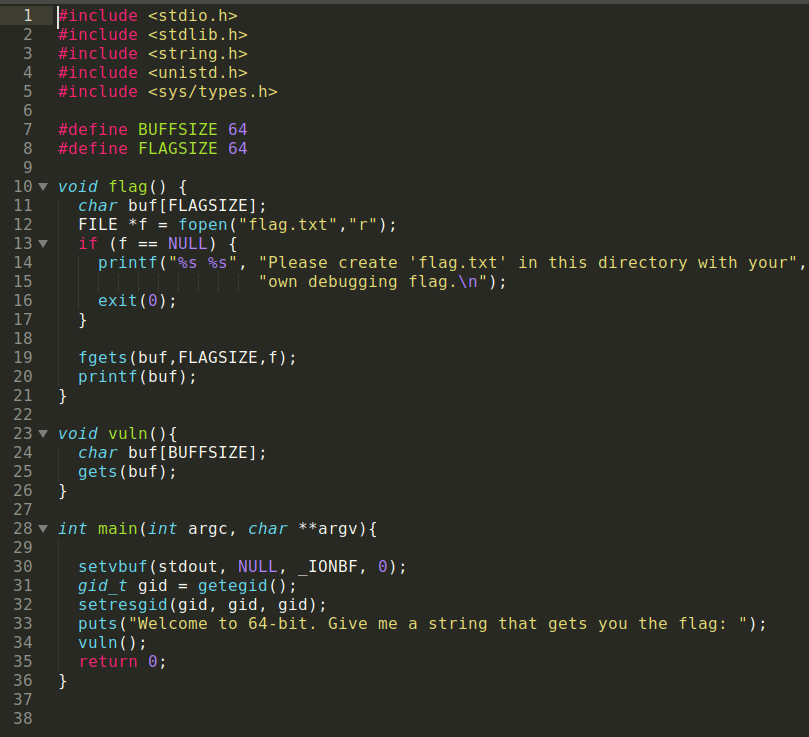 1 #include <stdio.h>
2 #include <stdlib.h>
3 #include <string.h>
4 #include <unistd.h>
5 #include <sys/types.h>
6
7 #define BUFFSIZE 64
8 #define FLAGSIZE 64
9
10 void flag() {
11   char buf[FLAGSIZE];
12   FILE *f = fopen("flag.txt","r");
13   if (f == NULL) {
14     printf("%s %s", "Please create 'flag.txt' in this directory with your",
15                     "own debugging flag.\n");
16     exit(0);
17   }
18
19   fgets(buf,FLAGSIZE,f);
20   printf(buf);
21 }
22
23 void vuln(){
24   char buf[BUFFSIZE];
25   gets(buf);
26 }
27
28 int main(int argc, char **argv){
29
30   setvbuf(stdout, NULL, _IONBF, 0);
31   gid_t gid = getegid();
32   setresgid(gid, gid, gid);
33   puts("Welcome to 64-bit. Give me a string that gets you the flag: ");
34   vuln();
35   return 0;
36 }
37
38